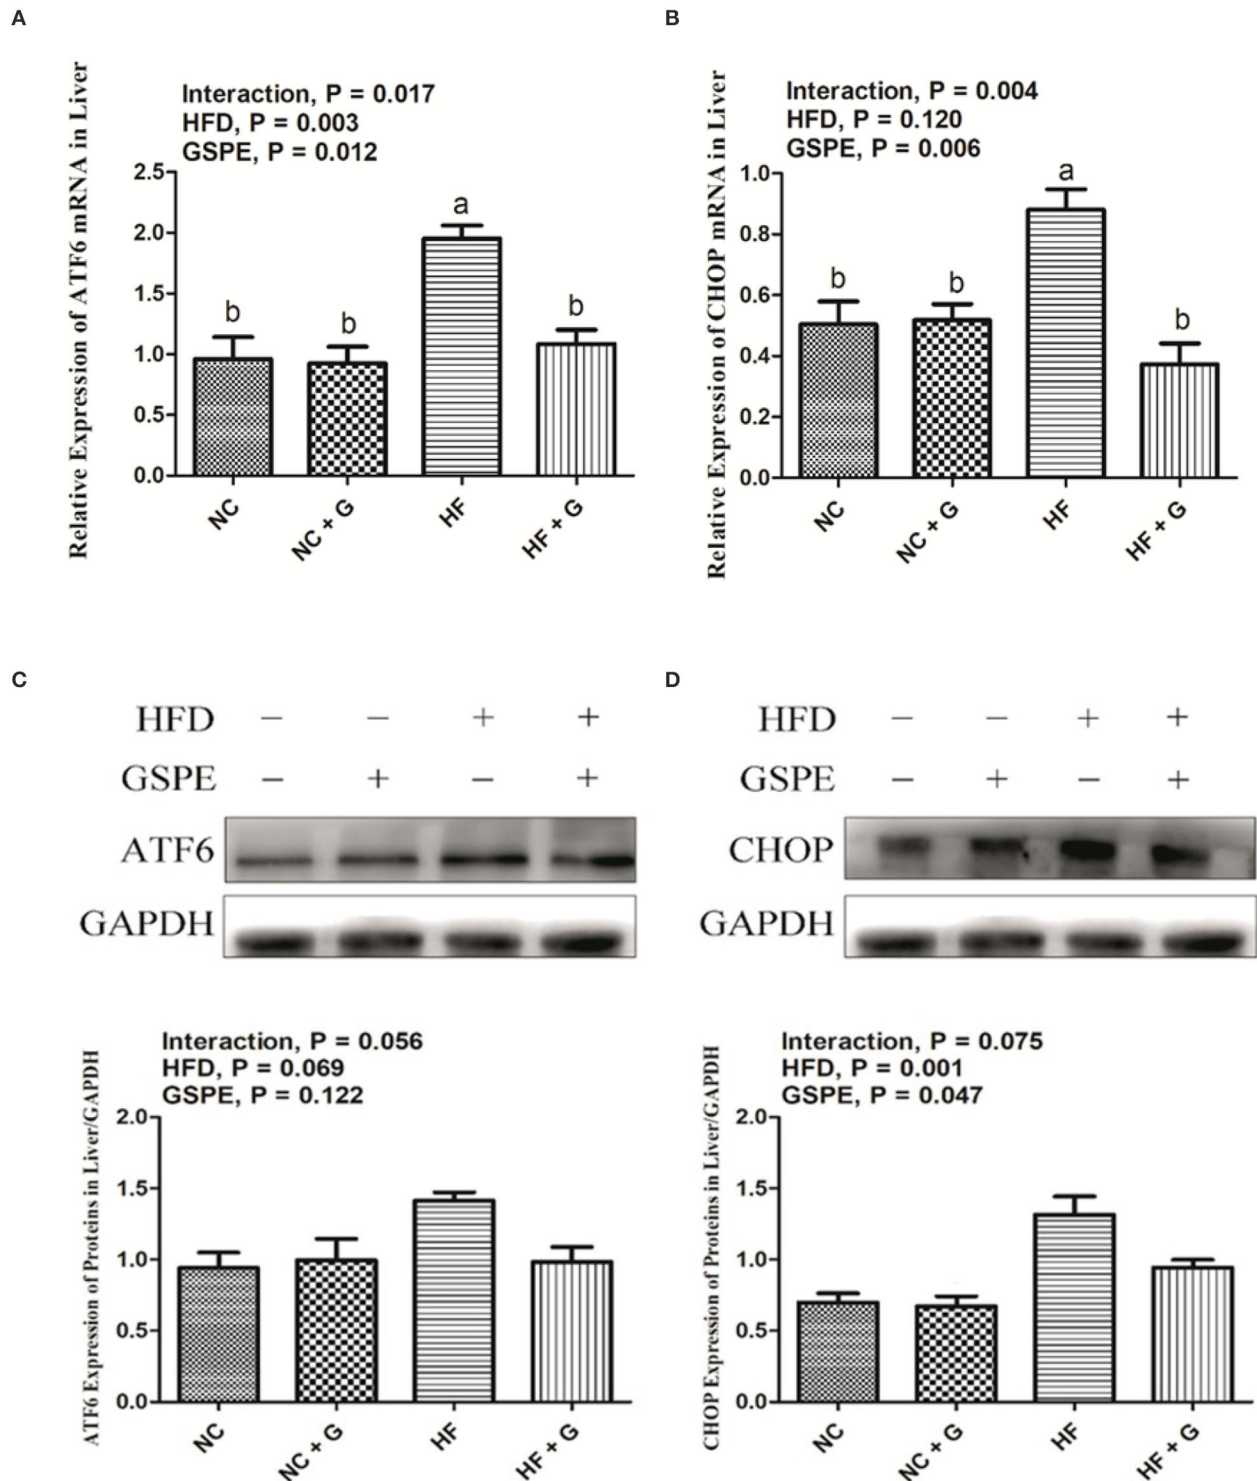 A
Relative Expression of ATF6 mRNA in Liver
Interaction, P = 0.017
HFD, P = 0.003
GSPE, P = 0.012
2.5
2.0
1.5
1.0
0.5
0.0
b
b
a
b
NC
NC + G
HF
HF + G
B
Relative Expression of CHOP mRNA in Liver
Interaction, P = 0.004
HFD, P = 0.120
GSPE, P = 0.006
1.0
0.8
0.6
0.4
0.2
0.0
b
b
a
b
NC
NC + G
HF
HF + G
C
HFD − − + +
GSPE − + − +
ATF6
GAPDH
ATF6 Expression of Proteins in Liver/GAPDH
Interaction, P = 0.056
HFD, P = 0.069
GSPE, P = 0.122
2.0
1.5
1.0
0.5
0.0
NC
NC + G
HF
HF + G
D
HFD − − + +
GSPE − + − +
CHOP
GAPDH
CHOP Expression of Proteins in Liver/GAPDH
Interaction, P = 0.075
HFD, P = 0.001
GSPE, P = 0.047
2.0
1.5
1.0
0.5
0.0
NC
NC + G
HF
HF + G